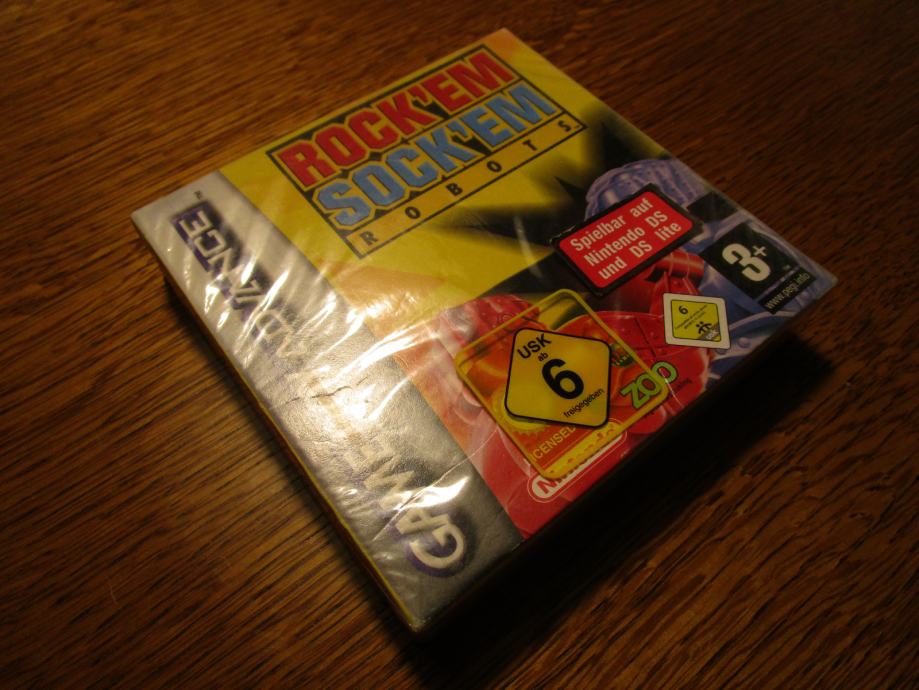 ROCK'EM
SOCK'EM
ROBOTS
GAME BOY ADVANCE
Spielbar auf
Nintendo DS
und DS lite
3+
www.pegi.info
6
USK
ab
6
freigegeben
ZOO